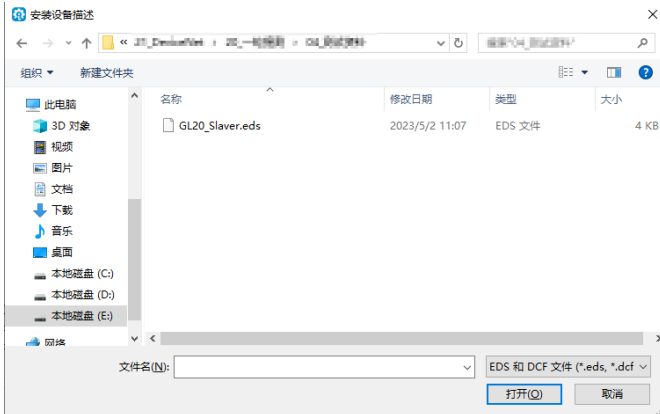 安装设备描述
组织
新建文件夹
此电脑
3D 对象
视频
图片
文档
下载
音乐
桌面
本地磁盘 (C:)
本地磁盘 (D:)
本地磁盘 (E:)
网络
名称 修改日期 类型 大小
GL20_Slaver.eds 2023/5/2 11:07 EDS 文件 4 KB
文件名(N):
EDS 和 DCF 文件 (*.eds, *.dcf
打开(O) 取消